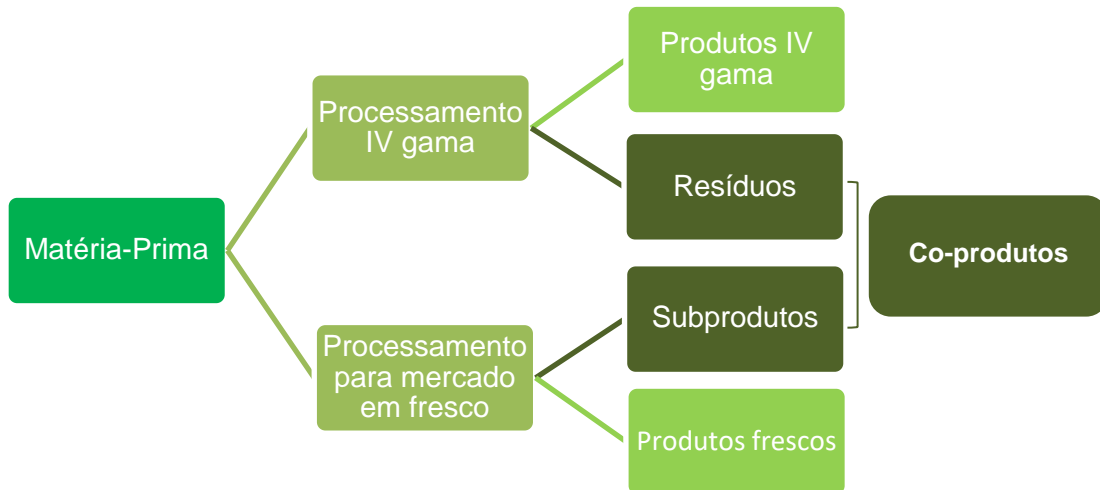 Produtos IV
gama
Processamento
IV gama
Resíduos
Matéria-Prima
Co-produtos
Subprodutos
Processamento
para mercado
em fresco
Produtos frescos